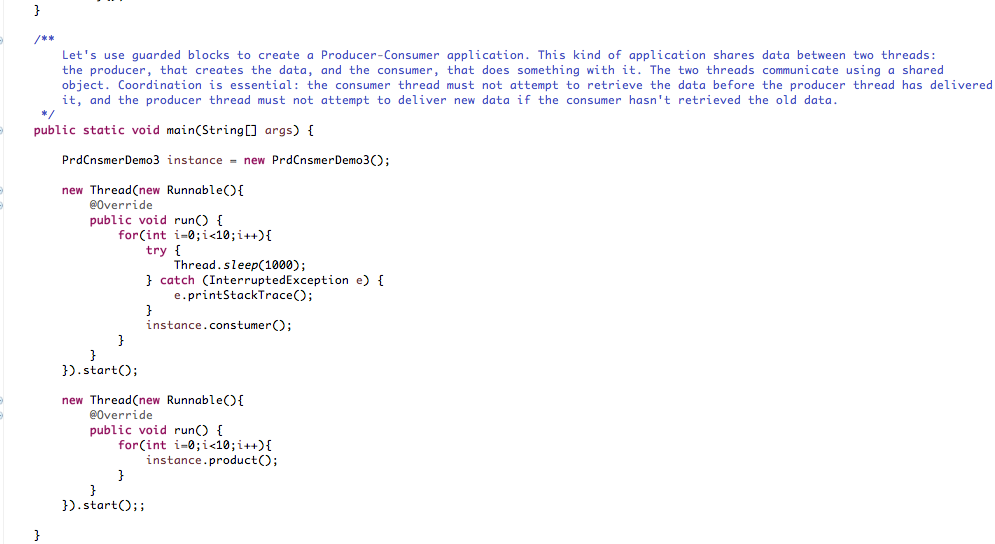 }
/**
Let's use guarded blocks to create a Producer-Consumer application. This kind of application shares data between two threads:
the producer, that creates the data, and the consumer, that does something with it. The two threads communicate using a shared
object. Coordination is essential: the consumer thread must not attempt to retrieve the data before the producer thread has delivered
it, and the producer thread must not attempt to deliver new data if the consumer hasn't retrieved the old data.
*/
public static void main(String[] args) {
PrdCnsmerDemo3 instance = new PrdCnsmerDemo3();
new Thread(new Runnable(){
@Override
public void run() {
for(int i=0;i<10;i++){
try {
Thread.sleep(1000);
} catch (InterruptedException e) {
e.printStackTrace();
}
instance.constumer();
}
}
}).start();
new Thread(new Runnable(){
@Override
public void run() {
for(int i=0;i<10;i++){
instance.product();
}
}
}).start();;
}